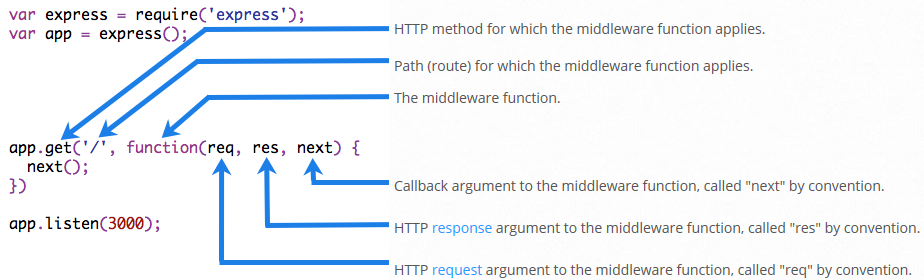 var express = require('express');
var app = express();
HTTP method for which the middleware function applies.
Path (route) for which the middleware function applies.
The middleware function.
app.get('/', function(req, res, next) {
  next();
})
Callback argument to the middleware function, called "next" by convention.
app.listen(3000);
HTTP response argument to the middleware function, called "res" by convention.
HTTP request argument to the middleware function, called "req" by convention.